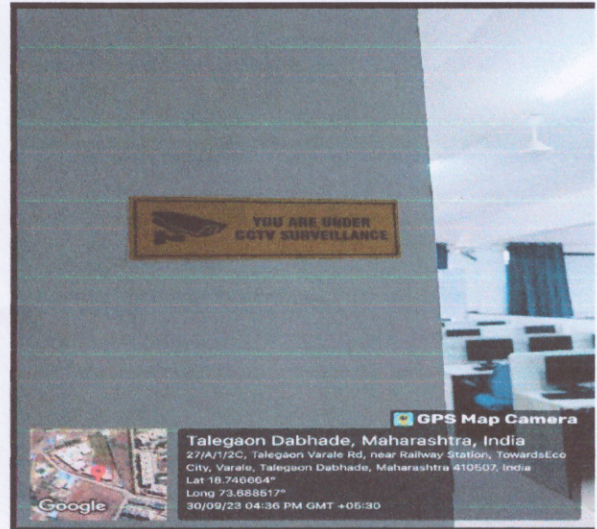 YOU ARE UNDER
CCTV SURVEILLANCE
GPS Map Camera
Talegaon Dabhade, Maharashtra, India
27/A/1/2C, Talegaon Varale Rd, near Railway Station, TowardsEco
City, Varale, Talegaon Dabhade, Maharashtra 410507, India
Lat 18.746664°
Long 73.688517°
30/09/23 04:36 PM GMT +05:30
Google